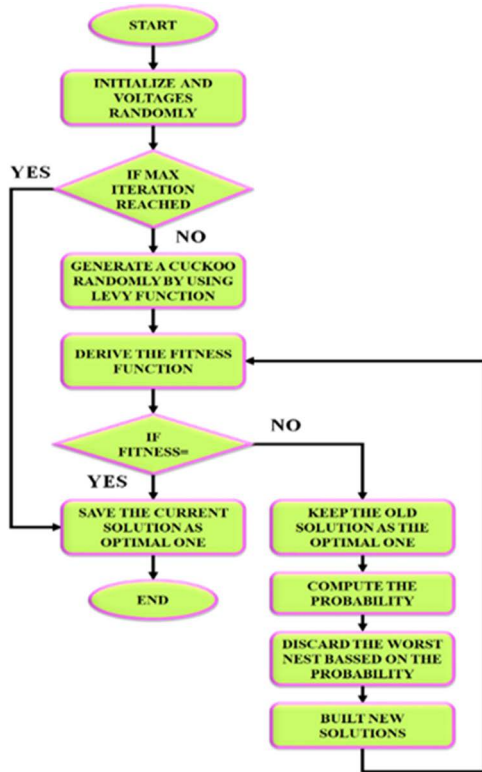 START
INITIALIZE AND
VOLTAGES
RANDOMLY
YES
IF MAX
ITERATION
REACHED
NO
GENERATE A CUCKOO
RANDOMLY BY USING
LEVY FUNCTION
DERIVE THE FITNESS
FUNCTION
IF
FITNESS=
NO
YES
SAVE THE CURRENT
SOLUTION AS
OPTIMAL ONE
END
KEEP THE OLD
SOLUTION AS THE
OPTIMAL ONE
COMPUTE THE
PROBABILITY
DISCARD THE WORST
NEST BASSED ON THE
PROBABILITY
BUILT NEW
SOLUTIONS